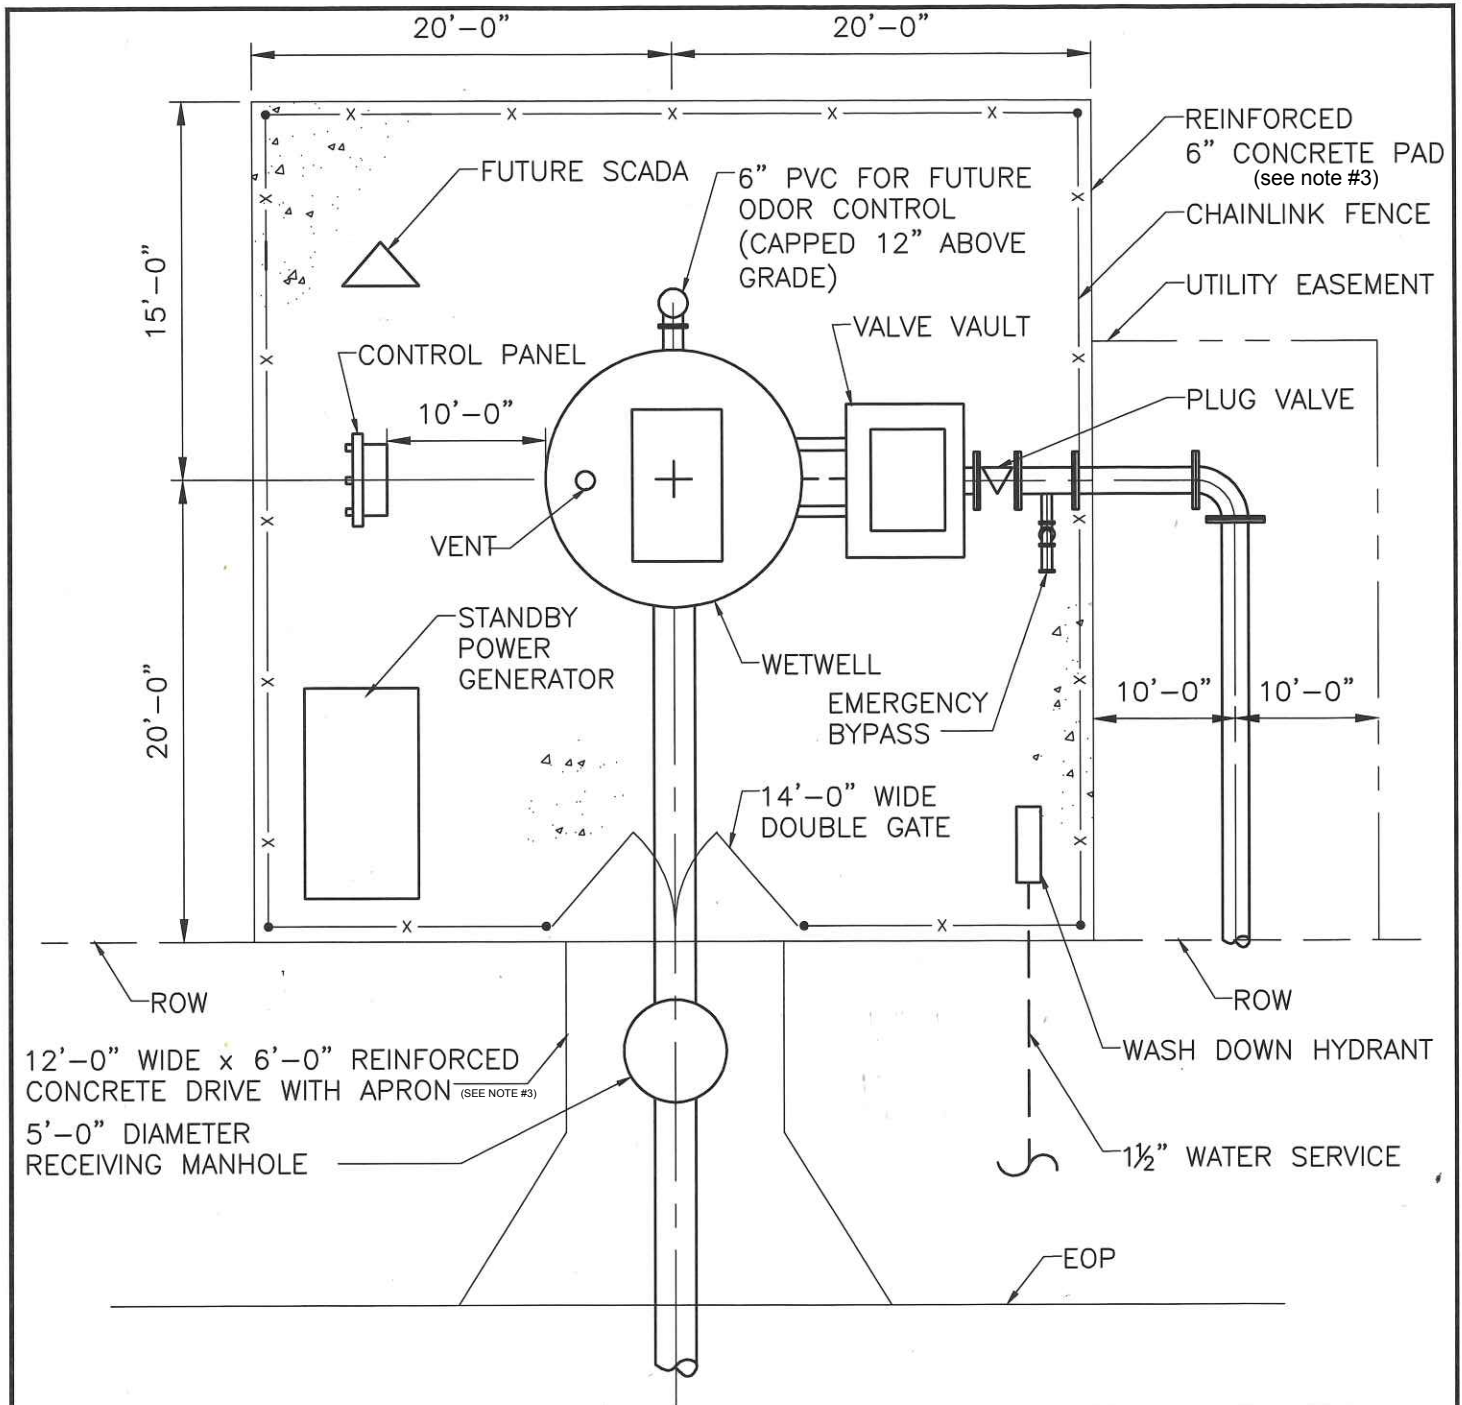 20'-0" 20'-0"
REINFORCED
6" CONCRETE PAD
(see note #3)
CHAINLINK FENCE
UTILITY EASEMENT
FUTURE SCADA
6" PVC FOR FUTURE
ODOR CONTROL
(CAPPED 12" ABOVE
GRADE)
15'-0"
VALVE VAULT
CONTROL PANEL
PLUG VALVE
10'-0"
VENT
STANDBY
POWER
GENERATOR
WETWELL
EMERGENCY
BYPASS
10'-0" 10'-0"
20'-0"
14'-0" WIDE
DOUBLE GATE
ROW
ROW
12'-0" WIDE x 6'-0" REINFORCED
CONCRETE DRIVE WITH APRON (SEE NOTE #3)
WASH DOWN HYDRANT
5'-0" DIAMETER
RECEIVING MANHOLE
1½" WATER SERVICE
EOP
X X X X X
X X X X X
X X X X X
X X